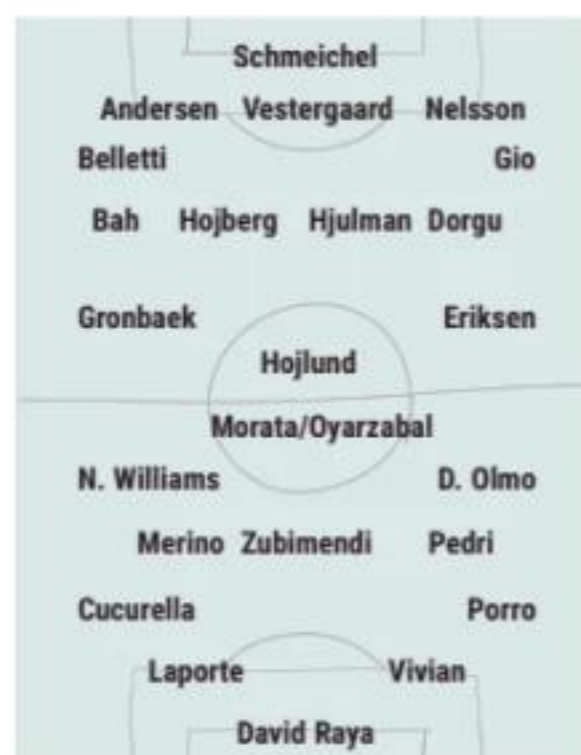 Schmeichel
Andersen Vestergaard Nelsson
Belletti Gio
Bah Hojberg Hjulman Dorgu
Gronbaek Eriksen
Hojlund
Morata/Oyarzabal
N. Williams D. Olmo
Merino Zubimendi Pedri
Cucurella Porro
Laporte Vivian
David Raya